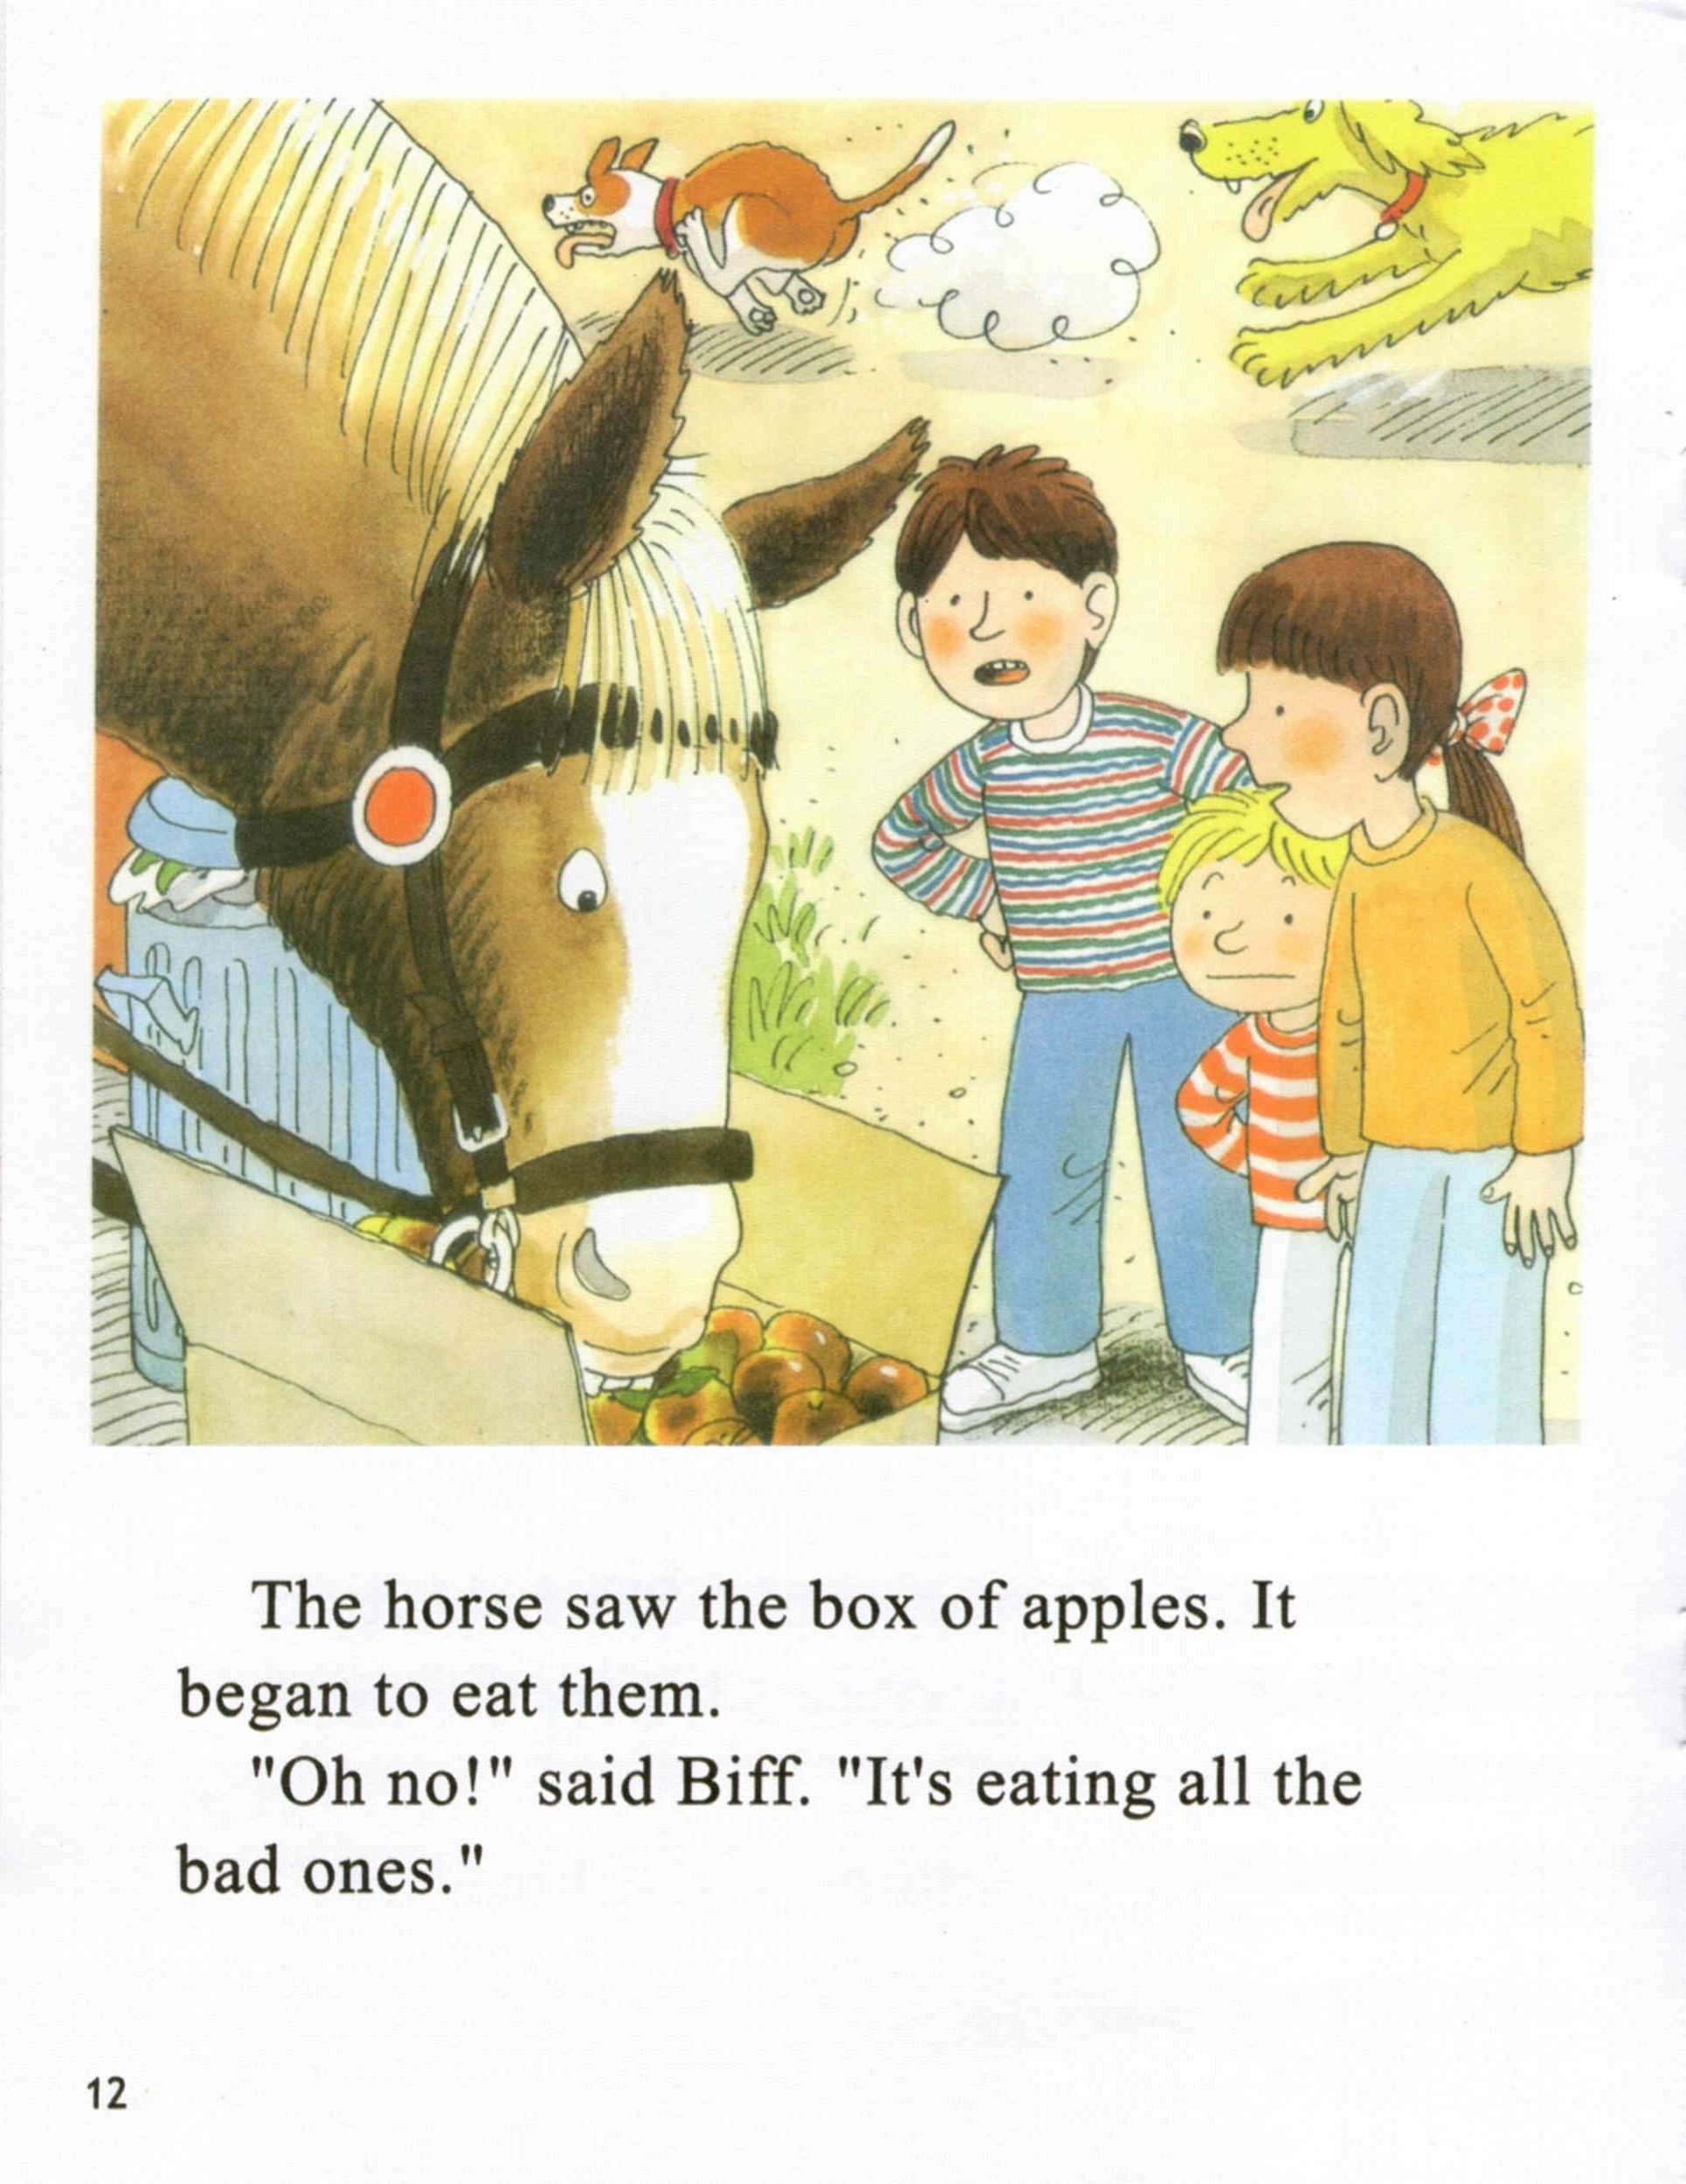 The horse saw the box of apples. It
began to eat them.
"Oh no!" said Biff. "It's eating all the
bad ones."
12